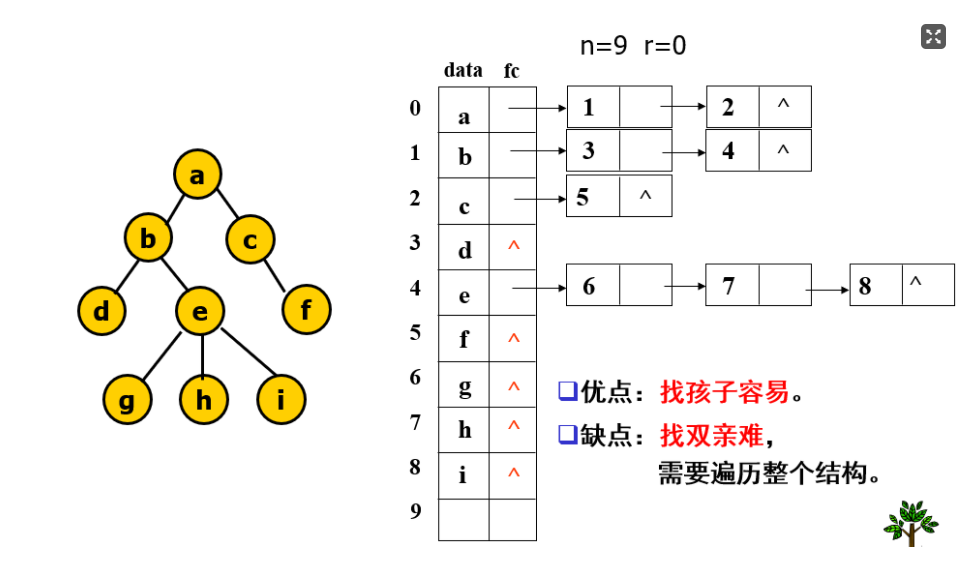 n=9 r=0
data fc
0 a 1 2 ^
1 b 3 4 ^
2 c 5 ^
3 d ^
4 e 6 7 8 ^
5 f ^
6 g ^
7 h ^
8 i ^
9
a
b c
d e f
g h i
优点：找孩子容易。
缺点：找双亲难，
需要遍历整个结构。